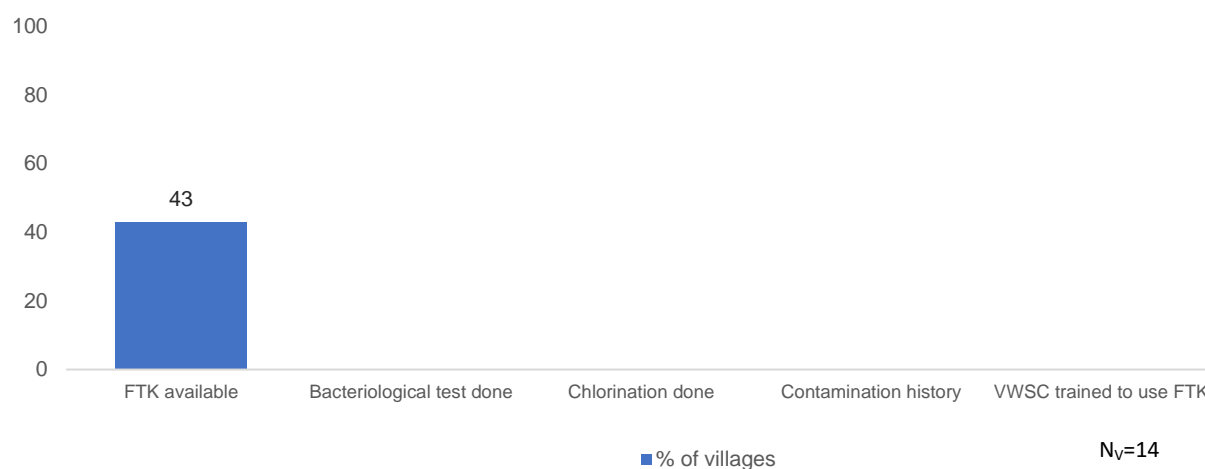 100
80
60
43
40
20
0
FTK available Bacteriological test done Chlorination done Contamination history VWSC trained to use FTK
% of villages
NV=14